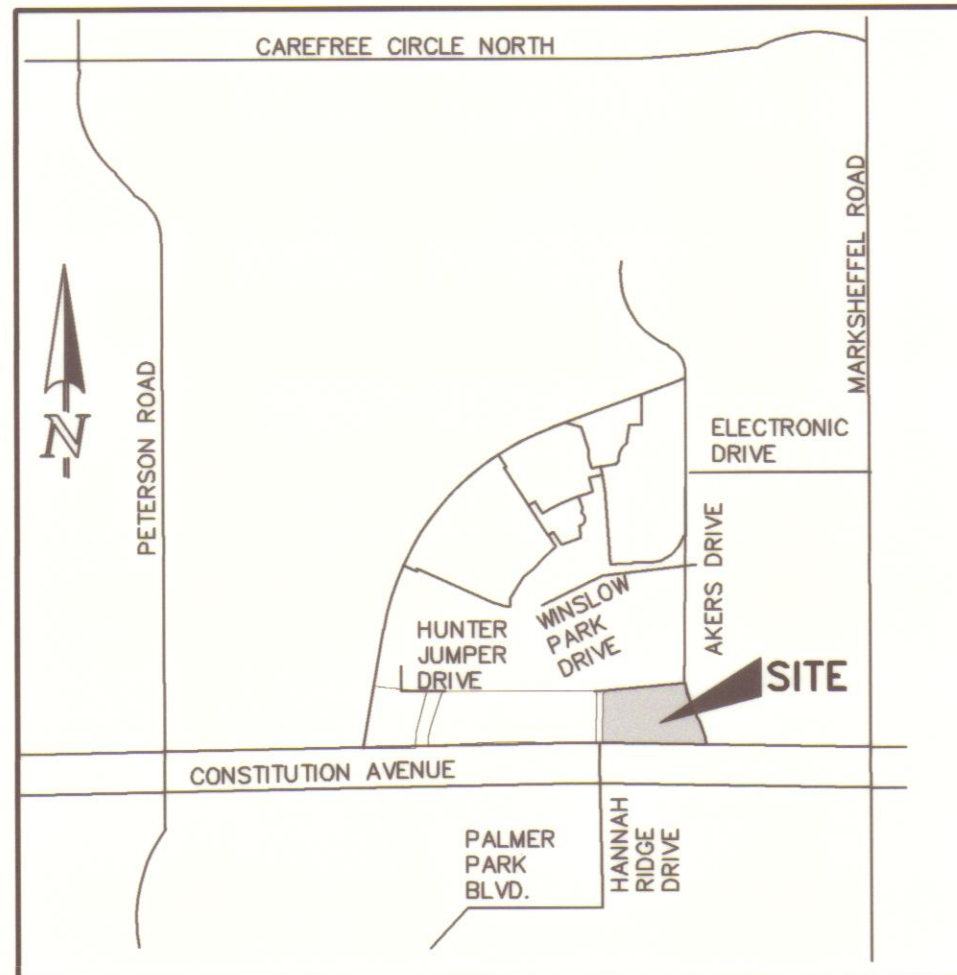 CAREFREE CIRCLE NORTH
MARKSHEFFEL ROAD
PETERSON ROAD
N
ELECTRONIC
DRIVE
AKERS DRIVE
WINSLOW
PARK
DRIVE
HUNTER
JUMPER
DRIVE
SITE
CONSTITUTION AVENUE
PALMER
PARK
BLVD.
HANNAH
RIDGE
DRIVE